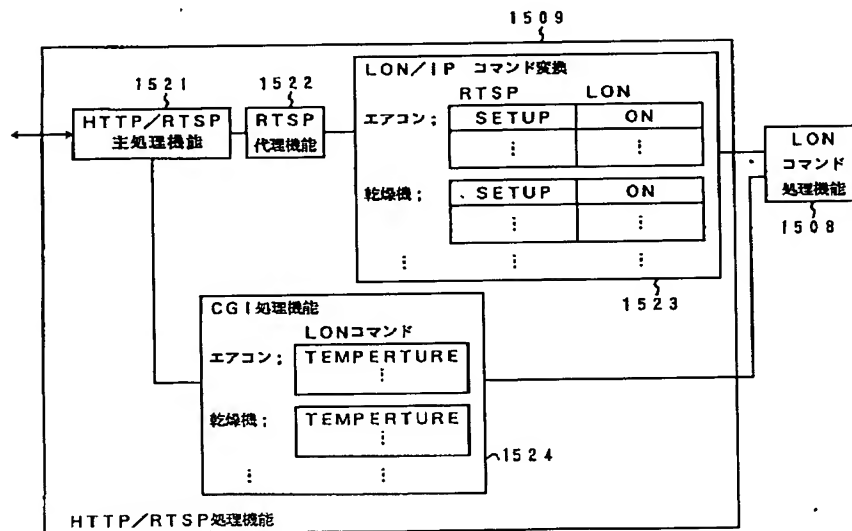 1509
LON/IP コマンド変換
RTSP LON
エアコン; SETUP ON
⋮ ⋮
乾燥機; SETUP ON
⋮ ⋮
⋮ ⋮ ⋮
1523
1521
HTTP/RTSP
主処理機能
1522
RTSP
代理機能
LON
コマンド
処理機能
1508
CGI処理機能
LONコマンド
エアコン; TEMPERTURE
⋮
乾燥機; TEMPERTURE
⋮
⋮ ⋮
1524
HTTP/RTSP処理機能